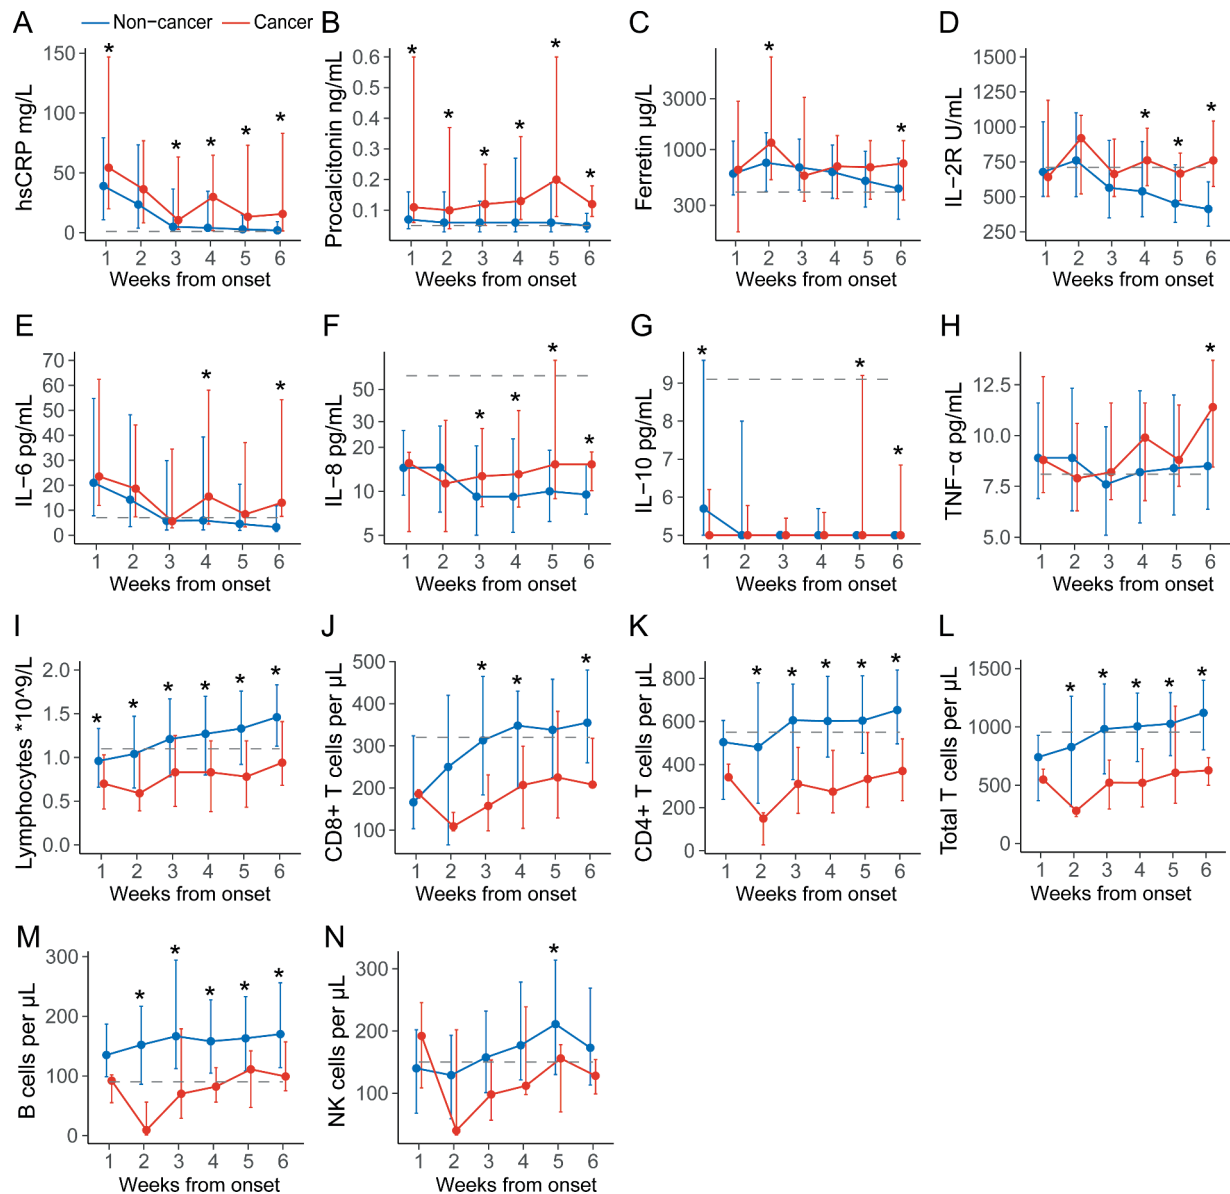 A
Non−cancer
Cancer
B
C
D
hsCRP mg/L
150
100
50
0
*
*
*
*
*
1 2 3 4 5 6
Weeks from onset
Procalcitonin ng/mL
0.6
0.5
0.4
0.3
0.2
0.1
*
*
*
*
*
*
1 2 3 4 5 6
Weeks from onset
Ferretin µg/L
3000
1000
300
*
*
1 2 3 4 5 6
Weeks from onset
IL−2R U/mL
1500
1250
1000
750
500
250
*
*
*
1 2 3 4 5 6
Weeks from onset
E
IL−6 pg/mL
70
60
50
40
30
20
10
0
*
*
1 2 3 4 5 6
Weeks from onset
F
IL−8 pg/mL
50
30
20
10
5
*
*
*
*
1 2 3 4 5 6
Weeks from onset
G
IL−10 pg/mL
9
8
7
6
5
*
*
*
1 2 3 4 5 6
Weeks from onset
H
TNF−α pg/mL
12.5
10.0
7.5
5.0
*
1 2 3 4 5 6
Weeks from onset
I
Lymphocytes *10^9/L
2.0
1.5
1.0
0.5
0.0
*
*
*
*
*
*
1 2 3 4 5 6
Weeks from onset
J
CD8+ T cells per µL
500
400
300
200
100
*
*
*
1 2 3 4 5 6
Weeks from onset
K
CD4+ T cells per µL
800
600
400
200
0
*
*
*
*
*
1 2 3 4 5 6
Weeks from onset
L
Total T cells per µL
1500
1000
500
0
*
*
*
*
*
1 2 3 4 5 6
Weeks from onset
M
B cells per µL
300
200
100
0
*
*
*
*
*
1 2 3 4 5 6
Weeks from onset
N
NK cells per µL
300
200
100
*
1 2 3 4 5 6
Weeks from onset